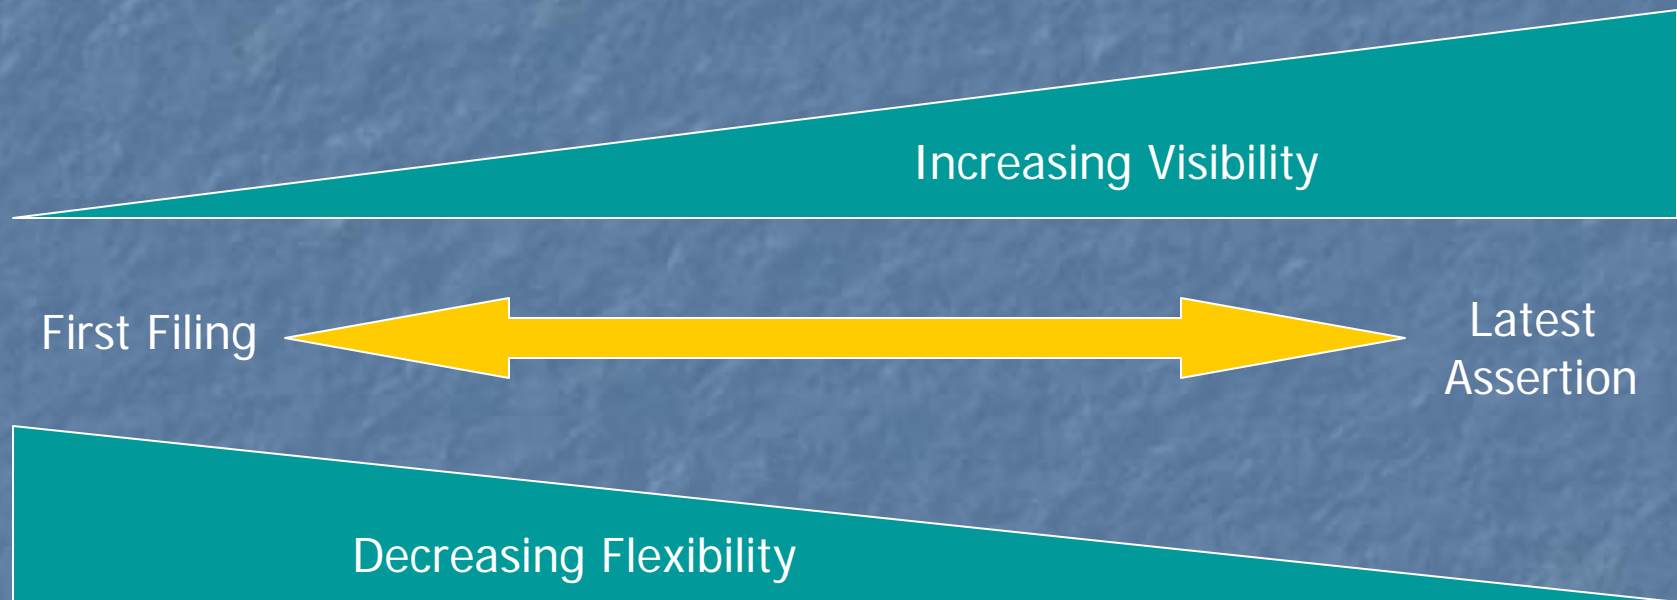 Increasing Visibility
First Filing
Latest
Assertion
Decreasing Flexibility